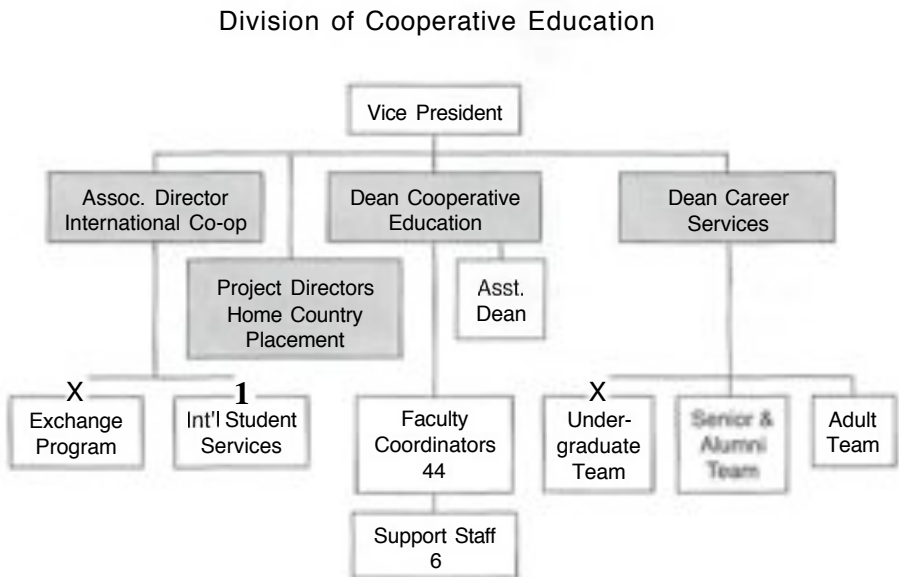 Division of Cooperative Education
Vice President
Assoc. Director
International Co-op
Dean Cooperative
Education
Dean Career
Services
Project Directors
Home Country
Placement
Asst.
Dean
X
Exchange
Program
1
Int'l Student
Services
Faculty
Coordinators
44
X
Under-
graduate
Team
Senior &
Alumni
Team
Adult
Team
Support Staff
6